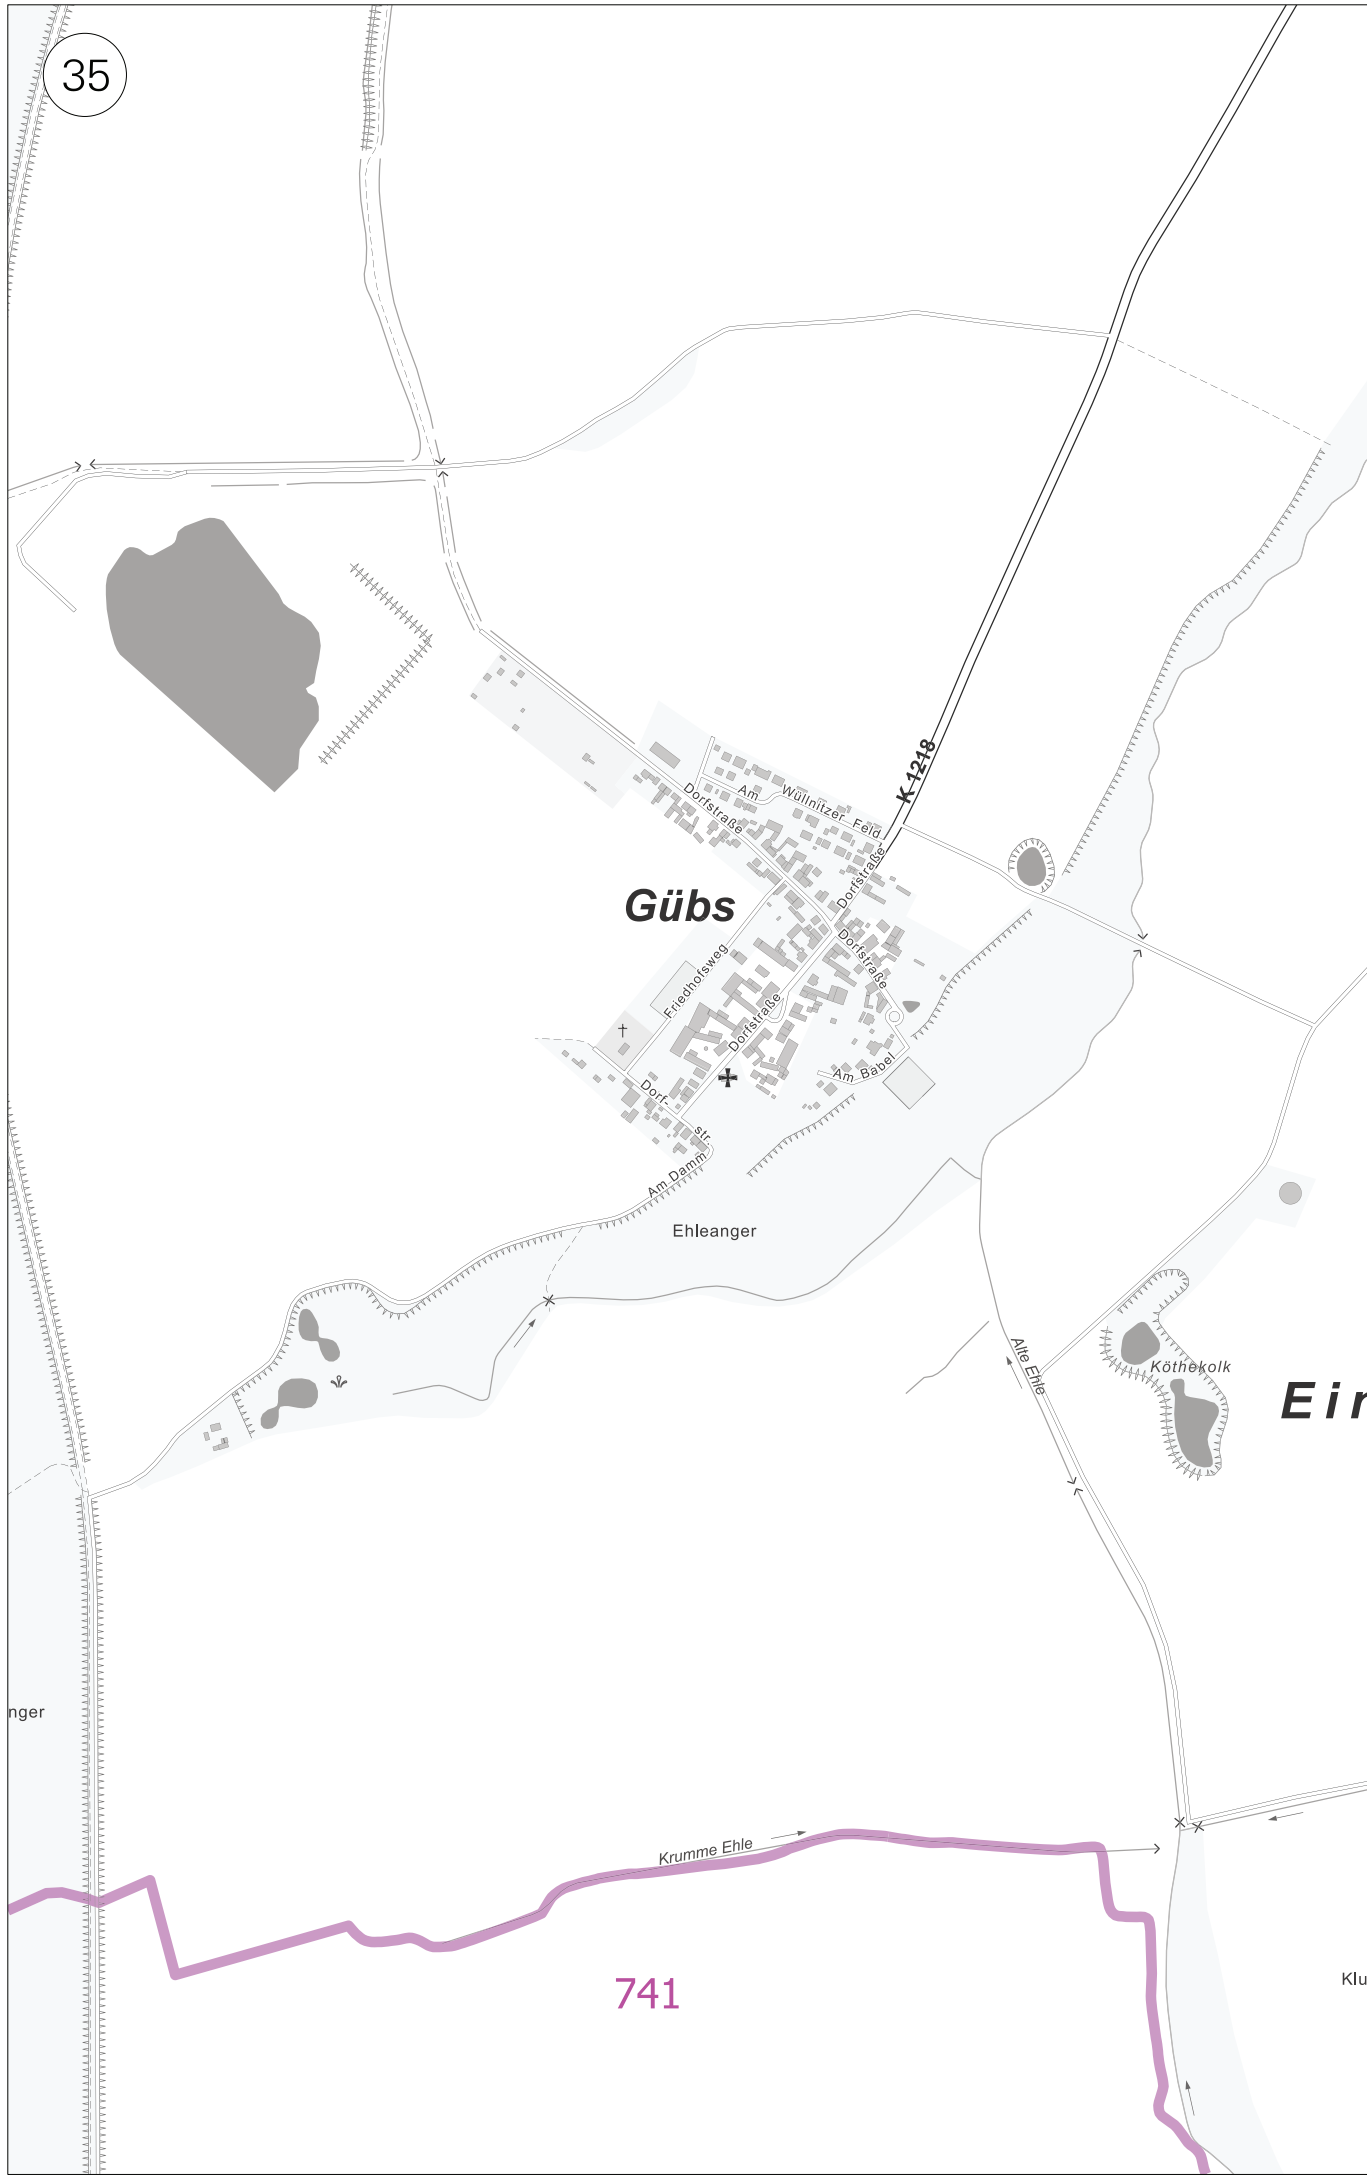 35
K 1218
Am
Wüllnitzer Feld
Dorfstraße
Dorfstraße
Gübs
Dorfstraße
Friedhofsweg
Dorfstraße
Am Babel
Dorf-
str.
Am Damm
Ehleanger
Alte Ehle
Köthekolk
Ein
nger
Krumme Ehle
741
Klu